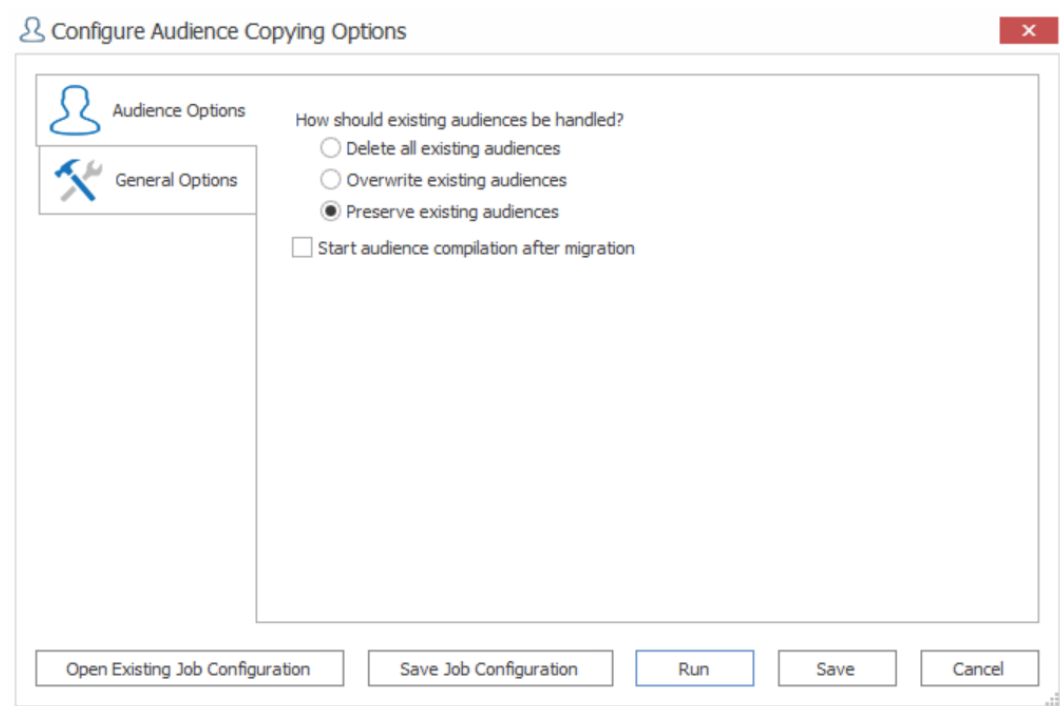 Configure Audience Copying Options
Audience Options
General Options
How should existing audiences be handled?
Delete all existing audiences
Overwrite existing audiences
Preserve existing audiences
Start audience compilation after migration
Open Existing Job Configuration
Save Job Configuration
Run
Save
Cancel